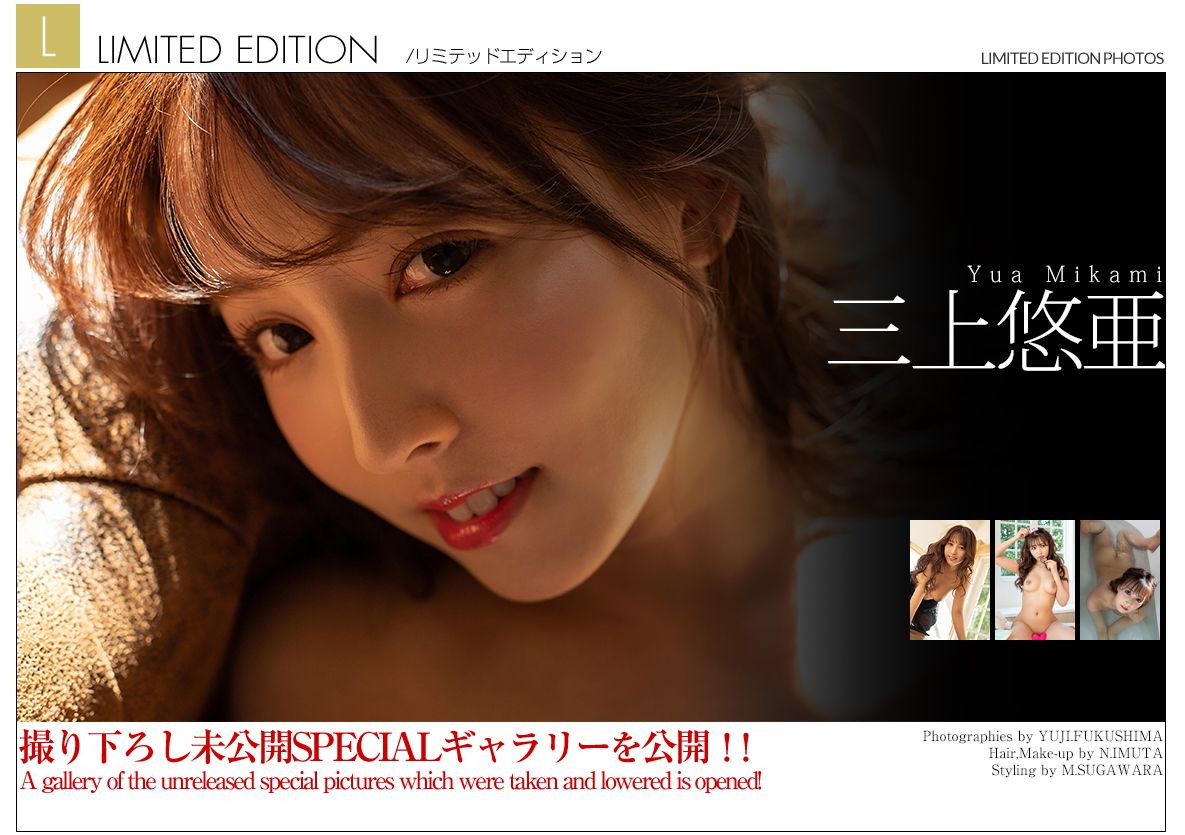 L
LIMITED EDITION /リミテッドエディション
LIMITED EDITION PHOTOS
Yua Mikami
三上悠亜
撮り下ろし未公開SPECIALギャラリーを公開！！
A gallery of the unreleased special pictures which were taken and lowered is opened!
Photographies by YUJI.FUKUSHIMA
Hair,Make-up by N.IMUTA
Styling by M.SUGAWARA